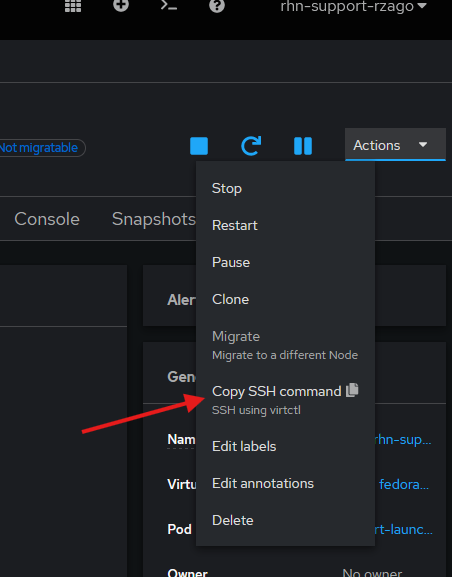 rhn-support-rzago
Not migratable
Actions
Console
Snapshots
Stop
Restart
Pause
Clone
Migrate
Migrate to a different Node
Copy SSH command
SSH using virtctl
Edit labels
Edit annotations
Delete
Aler
Gen
Nam
rhn-sup...
Virtu
fedora...
Pod
rt-launc...
Owner
No owner